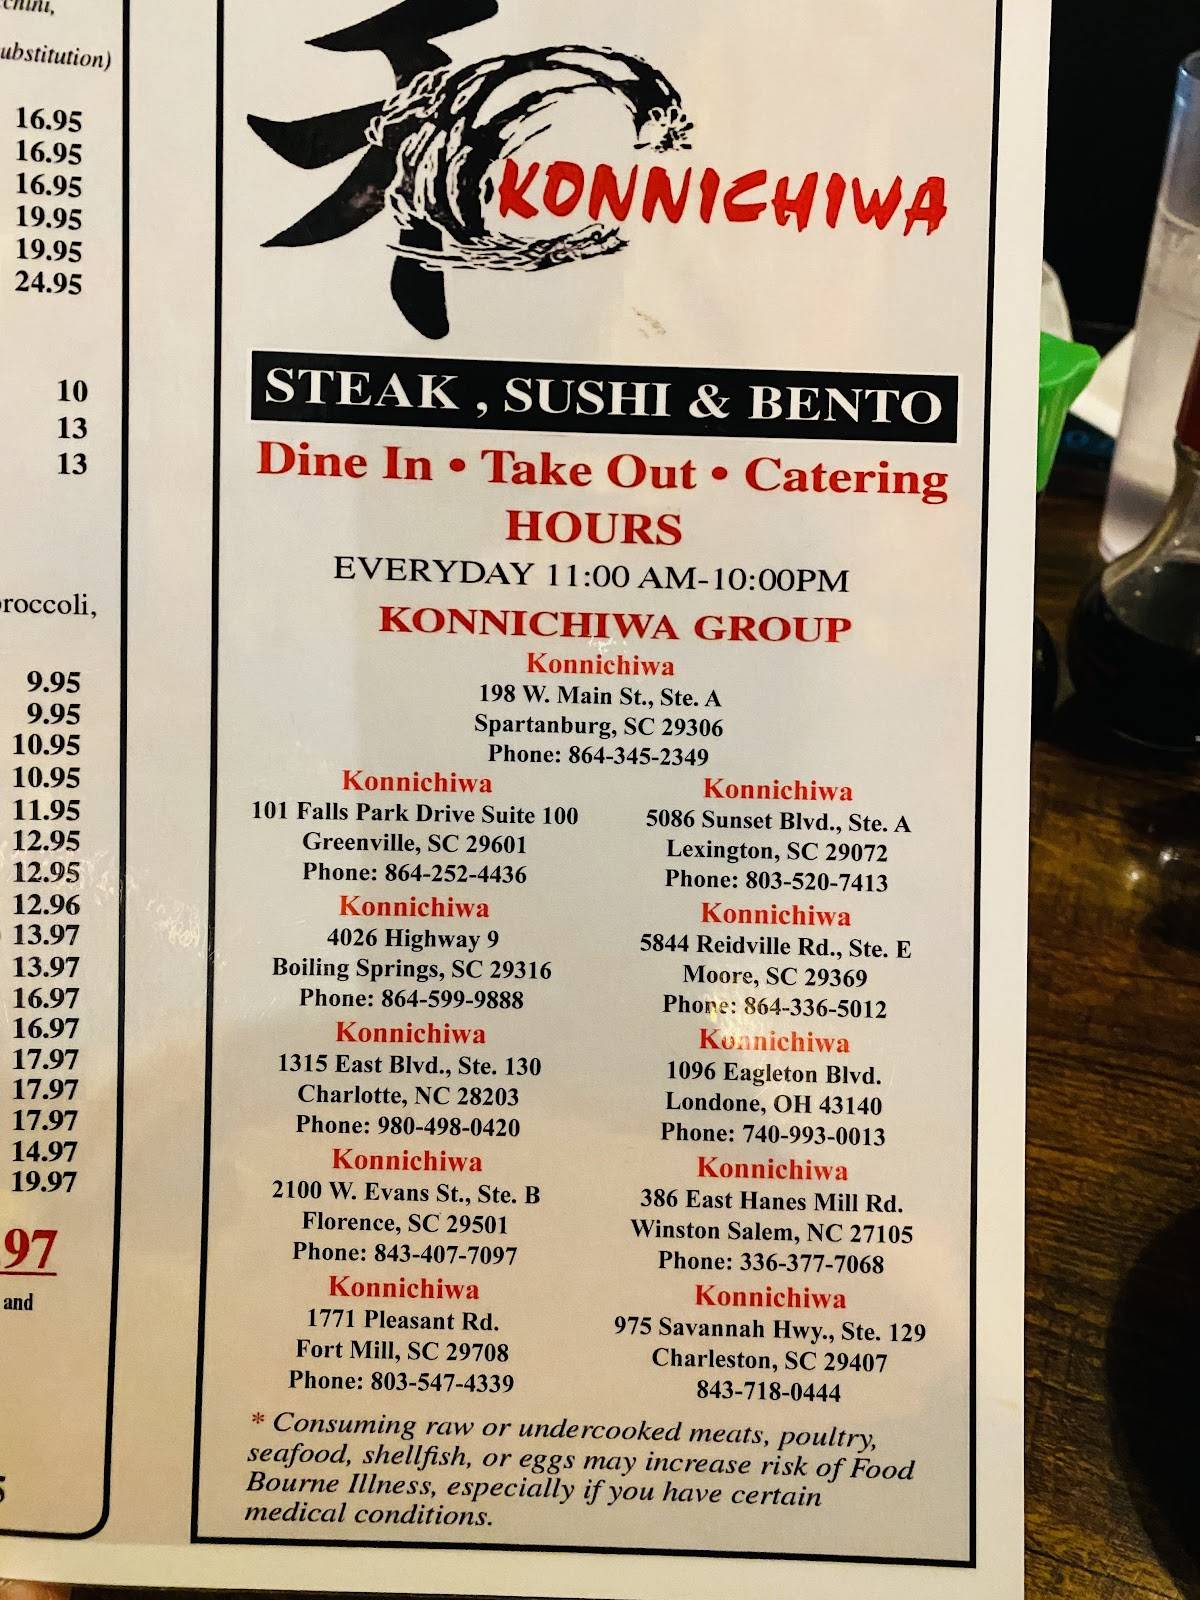 ubstitution)
16.95
16.95
16.95
19.95
19.95
24.95
10
13
13
broccoli,
9.95
9.95
10.95
10.95
11.95
12.95
12.95
12.96
13.97
13.97
16.97
16.97
17.97
17.97
17.97
14.97
19.97
.97
and
KONNICHIWA
STEAK , SUSHI & BENTO
Dine In • Take Out • Catering
HOURS
EVERYDAY 11:00 AM-10:00PM
KONNICHIWA GROUP
Konnichiwa
198 W. Main St., Ste. A
Spartanburg, SC 29306
Phone: 864-345-2349
Konnichiwa
101 Falls Park Drive Suite 100
Greenville, SC 29601
Phone: 864-252-4436
Konnichiwa
4026 Highway 9
Boiling Springs, SC 29316
Phone: 864-599-9888
Konnichiwa
1315 East Blvd., Ste. 130
Charlotte, NC 28203
Phone: 980-498-0420
Konnichiwa
2100 W. Evans St., Ste. B
Florence, SC 29501
Phone: 843-407-7097
Konnichiwa
1771 Pleasant Rd.
Fort Mill, SC 29708
Phone: 803-547-4339
Konnichiwa
5086 Sunset Blvd., Ste. A
Lexington, SC 29072
Phone: 803-520-7413
Konnichiwa
5844 Reidville Rd., Ste. E
Moore, SC 29369
Phone: 864-336-5012
Konnichiwa
1096 Eagleton Blvd.
Londone, OH 43140
Phone: 740-993-0013
Konnichiwa
386 East Hanes Mill Rd.
Winston Salem, NC 27105
Phone: 336-377-7068
Konnichiwa
975 Savannah Hwy., Ste. 129
Charleston, SC 29407
843-718-0444
* Consuming raw or undercooked meats, poultry,
seafood, shellfish, or eggs may increase risk of Food
Bourne Illness, especially if you have certain
medical conditions.